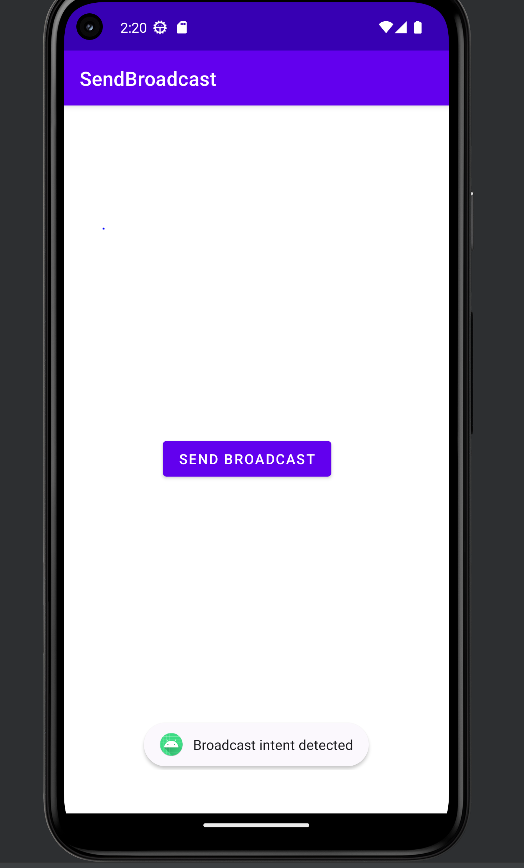 2:20
SendBroadcast
SEND BROADCAST
Broadcast intent detected